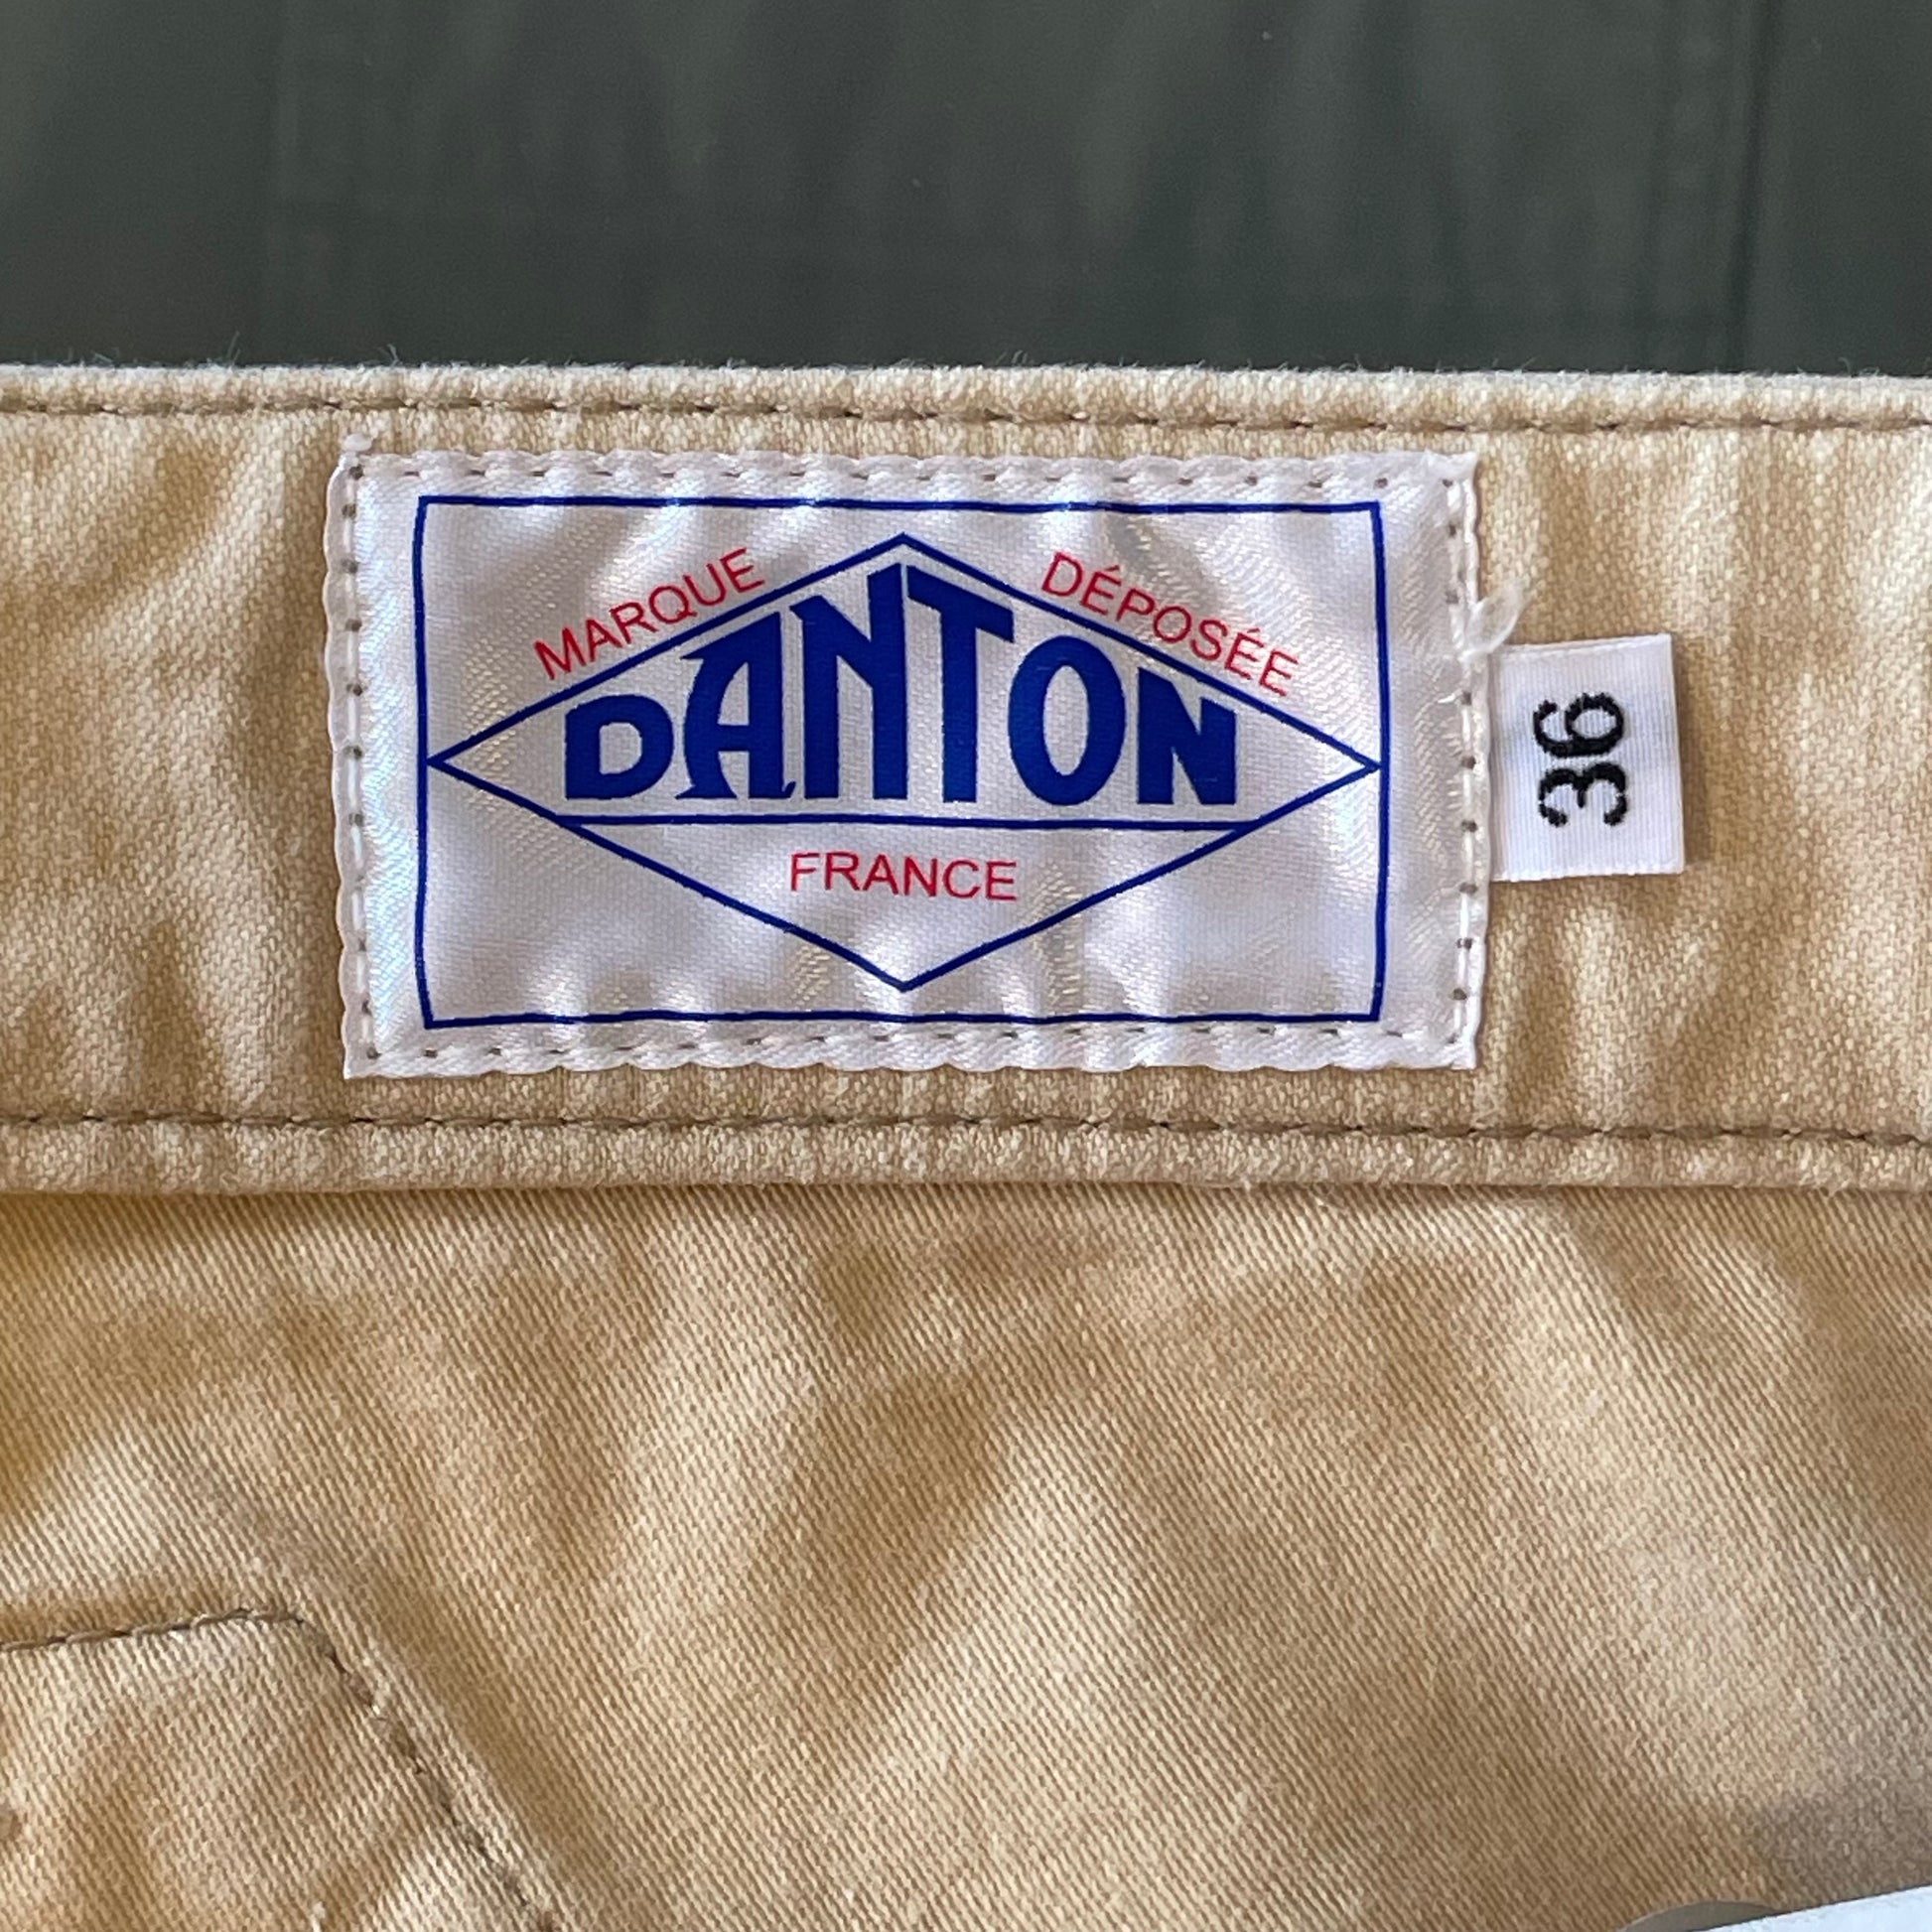 MARQUE DÉPOSÉE
DANTON
FRANCE
36